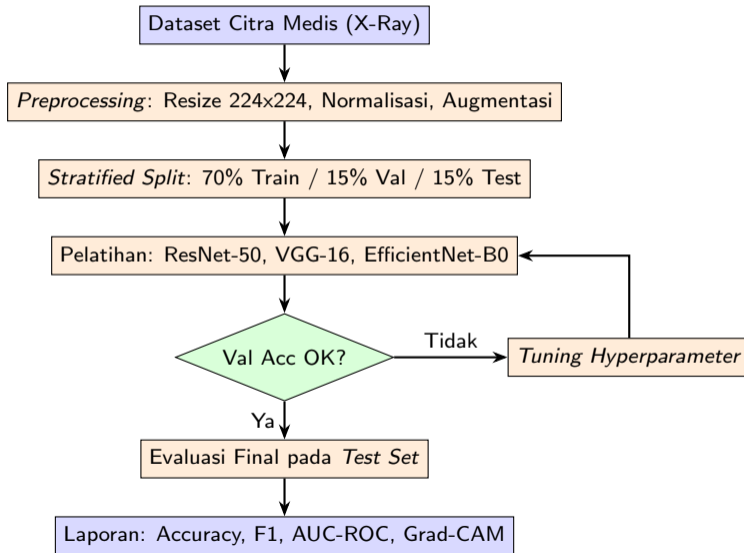 Dataset Citra Medis (X-Ray)
Preprocessing: Resize 224x224, Normalisasi, Augmentasi
Stratified Split: 70% Train / 15% Val / 15% Test
Pelatihan: ResNet-50, VGG-16, EfficientNet-B0
Val Acc OK?
Tidak
Tuning Hyperparameter
Ya
Evaluasi Final pada Test Set
Laporan: Accuracy, F1, AUC-ROC, Grad-CAM